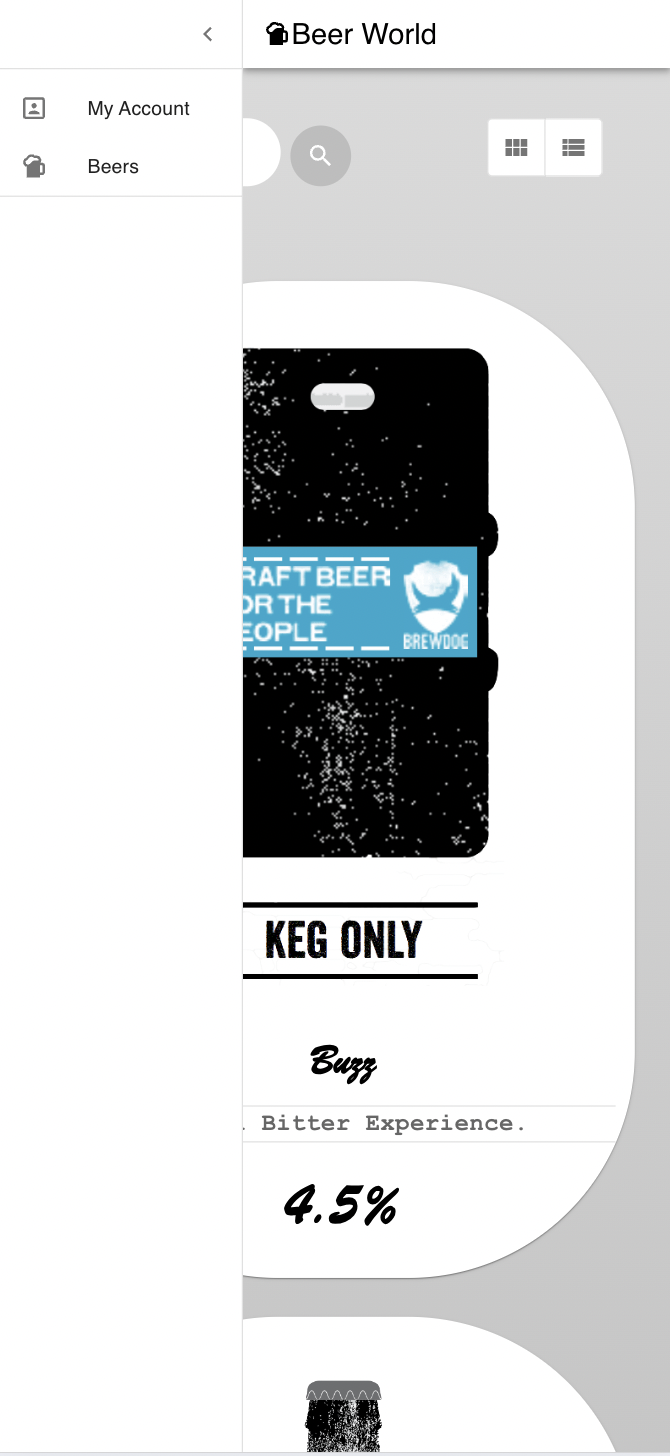 Beer World
My Account
Beers
RAFT BEER
OR THE
EOPLE
BREWDOG
KEG ONLY
Buzz
. Bitter Experience.
4.5%